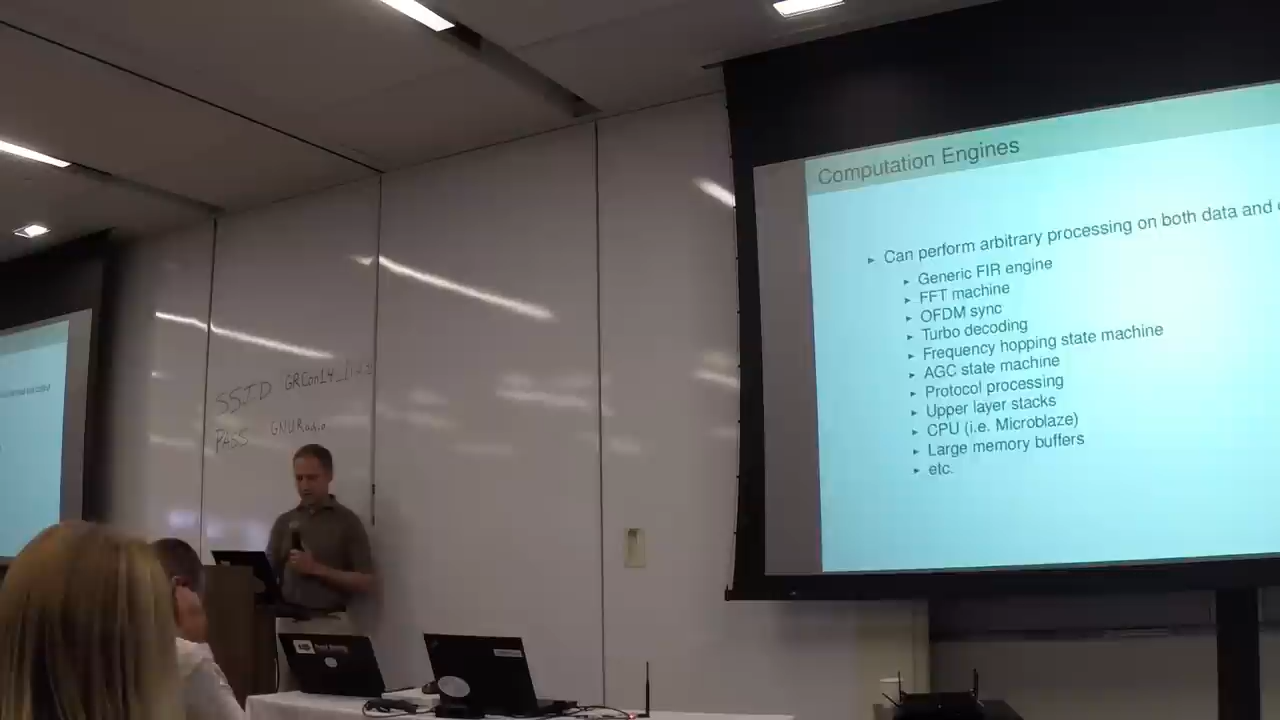 Computation Engines
▸ Can perform arbitrary processing on both data and
▸ Generic FIR engine
▸ FFT machine
▸ OFDM sync
▸ Turbo decoding
▸ Frequency hopping state machine
▸ AGC state machine
▸ Protocol processing
▸ Upper layer stacks
▸ CPU (i.e. Microblaze)
▸ Large memory buffers
▸ etc.
SSID GRCon14_
PASS GNURadio